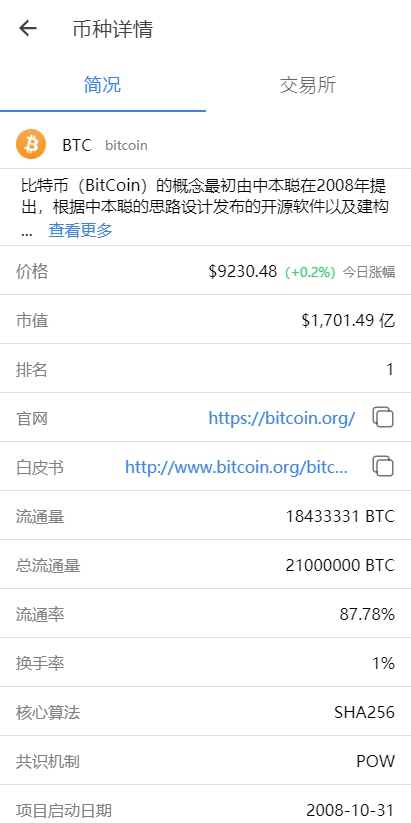 币种详情
简况 交易所
BTC bitcoin
比特币（BitCoin）的概念最初由中本聪在2008年提
出，根据中本聪的思路设计发布的开源软件以及建构
... 查看更多
价格 $9230.48 (+0.2%) 今日涨幅
市值 $1,701.49 亿
排名 1
官网 https://bitcoin.org/
白皮书 http://www.bitcoin.org/bitc...
流通量 18433331 BTC
总流通量 21000000 BTC
流通率 87.78%
换手率 1%
核心算法 SHA256
共识机制 POW
项目启动日期 2008-10-31